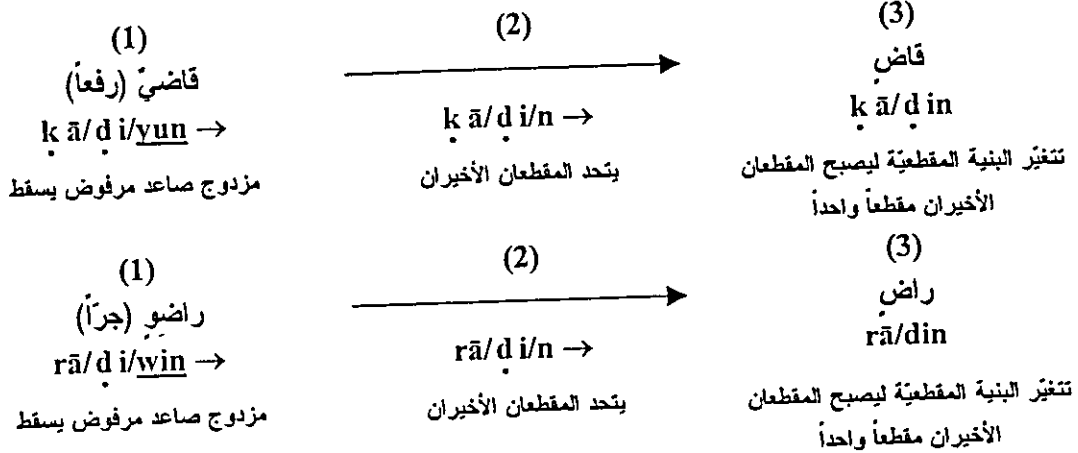 (1) (2) (3)
قاضيٌ (رفعاً) قاضٍ
ḳ ā/ ḍ i/yun → ḳ ā/ ḍ i/n → ḳ ā/ ḍ in
مزدوج صاعد مرفوض يسقط يتحد المقطعان الأخيران تتغيّر البنية المقطعيّة ليصبح المقطعان
الأخيران مقطعاً واحداً
(1) (2) (3)
راضِوٍ (جرّاً) راضٍ
rā/ ḍ i/win → rā/ ḍ i/n → rā/din
مزدوج صاعد مرفوض يسقط يتحد المقطعان الأخيران تتغيّر البنية المقطعيّة ليصبح المقطعان
الأخيران مقطعاً واحداً